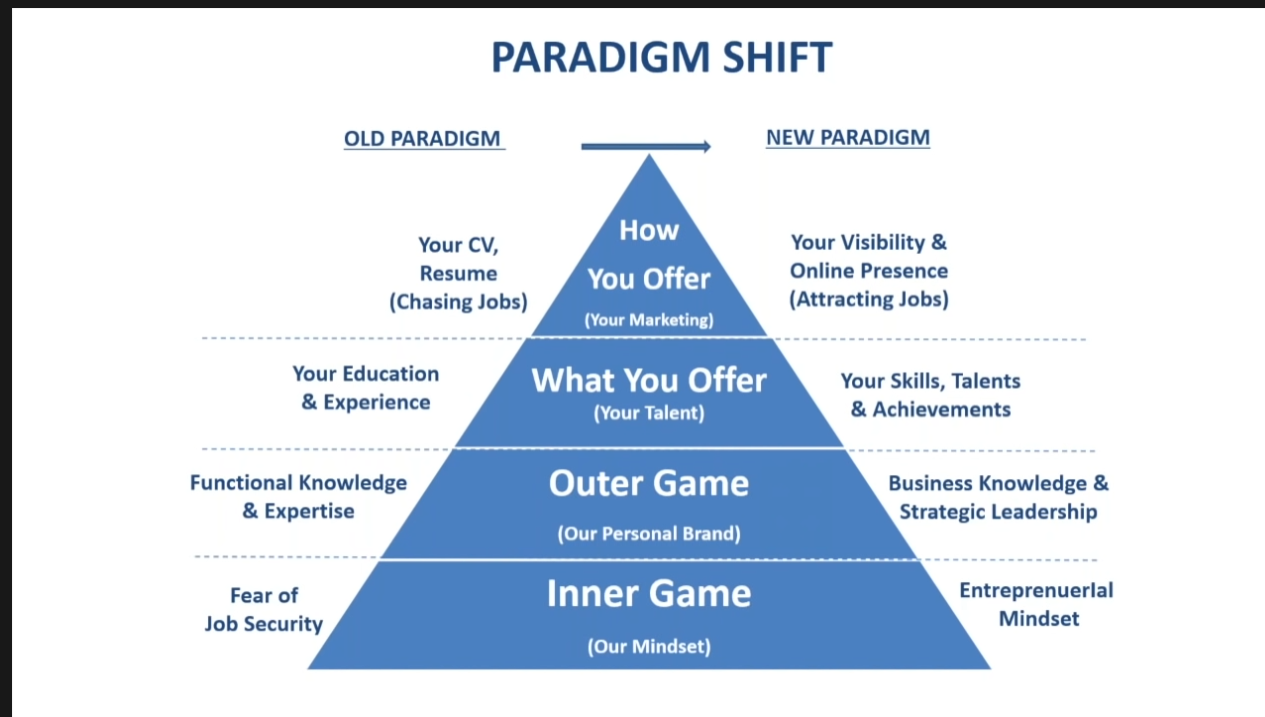 PARADIGM SHIFT
OLD PARADIGM
NEW PARADIGM
Your CV,
Resume
(Chasing Jobs)
How
You Offer
(Your Marketing)
Your Visibility &
Online Presence
(Attracting Jobs)
Your Education
& Experience
What You Offer
(Your Talent)
Your Skills, Talents
& Achievements
Functional Knowledge
& Expertise
Outer Game
(Our Personal Brand)
Business Knowledge &
Strategic Leadership
Fear of
Job Security
Inner Game
(Our Mindset)
EntreprenuerIal
Mindset